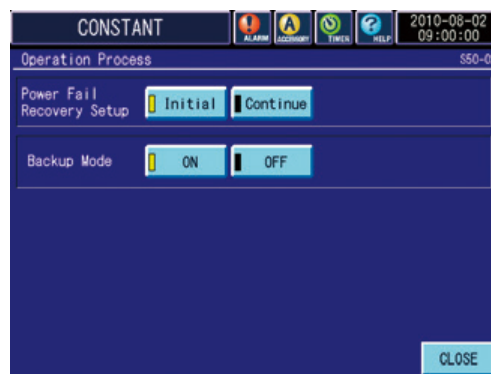 CONSTANT
ALARM
ACCESSORY
TIMER
HELP
2010-08-02
09:00:00
Operation Process
S50-0
Power Fail
Recovery Setup
Initial
Continue
Backup Mode
ON
OFF
CLOSE